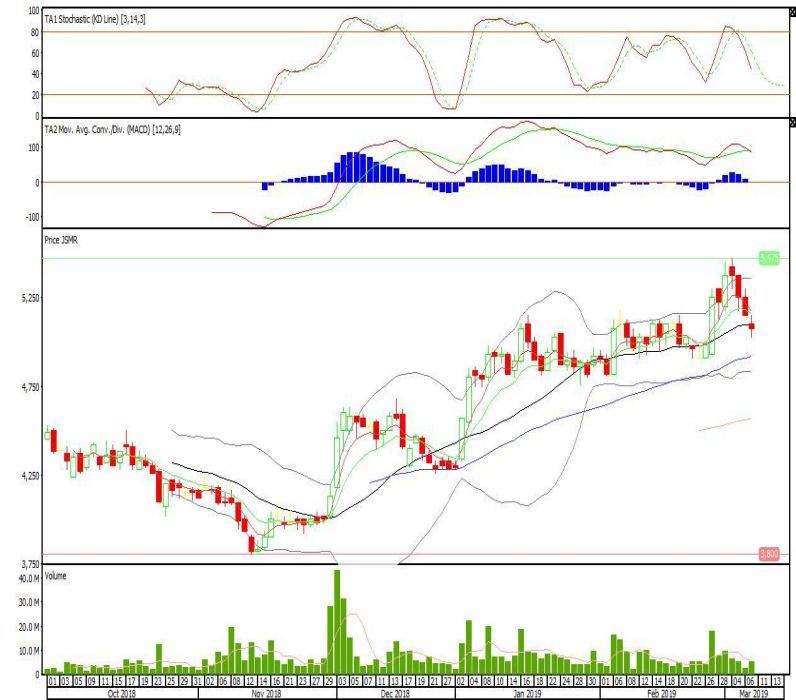 100
TA1 Stochastic (KD Line) [3,14,3]
80
60
40
20
0
TA2 Mov. Avg. Conv./Div. (MACD) [12,26,9]
100
0
-100
Price JSMR
5,250
4,750
4,250
3,750
3,800
Volume
40.0 M
30.0 M
20.0 M
10.0 M
0.0
01 03 05 09 11 15 17 19 23 25 29 31 02 06 08 12 14 16 21 23 27 29 03 05 07 11 13 17 19 21 27 02 04 08 10 14 16 18 22 24 28 30 01 06 08 12 14 18 20 22 26 28 04 06 11 13
Oct 2018 Nov 2018 Dec 2018 Jan 2019 Feb 2019 Mar 2019